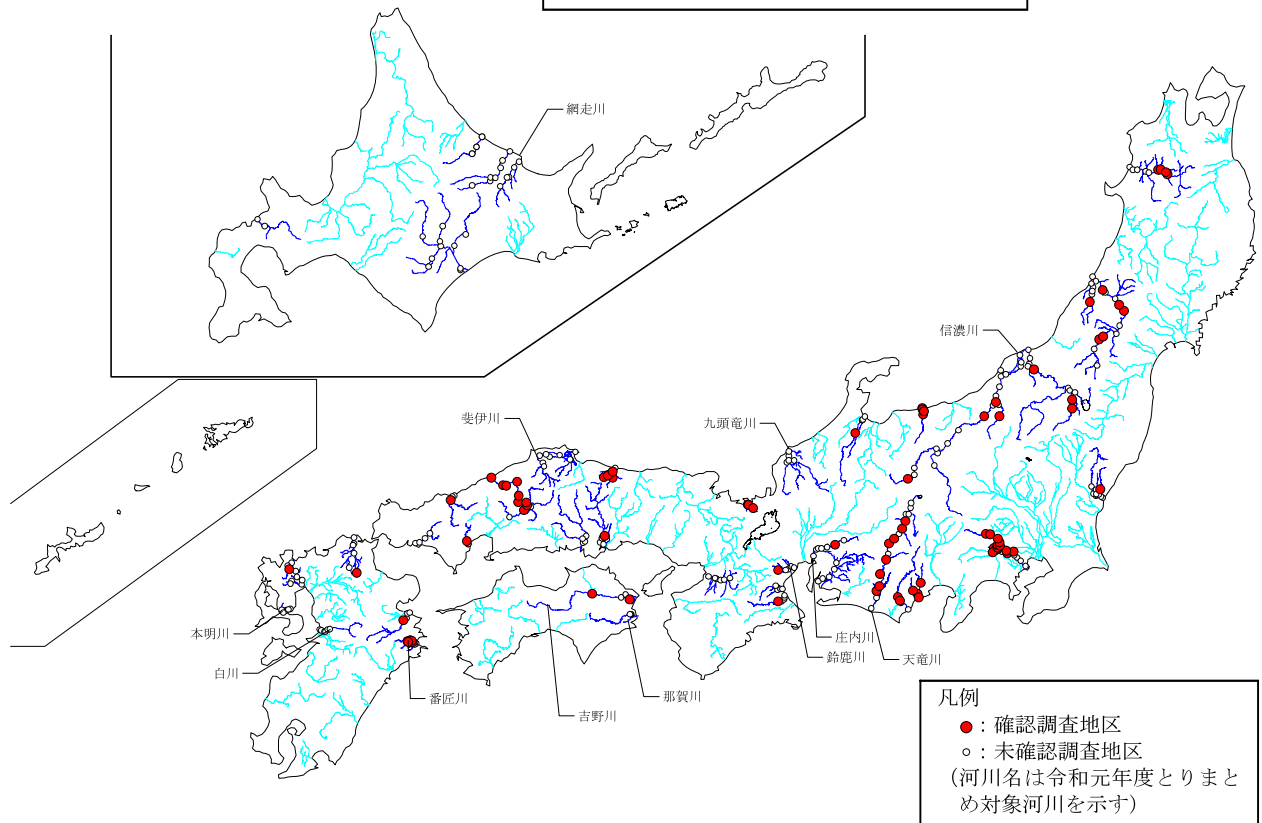 網走川
信濃川
斐伊川
九頭竜川
本明川
白川
番匠川
吉野川
那賀川
庄内川
鈴鹿川
天竜川
凡例
●：確認調査地区
○：未確認調査地区
(河川名は令和元年度とりまと
め対象河川を示す)